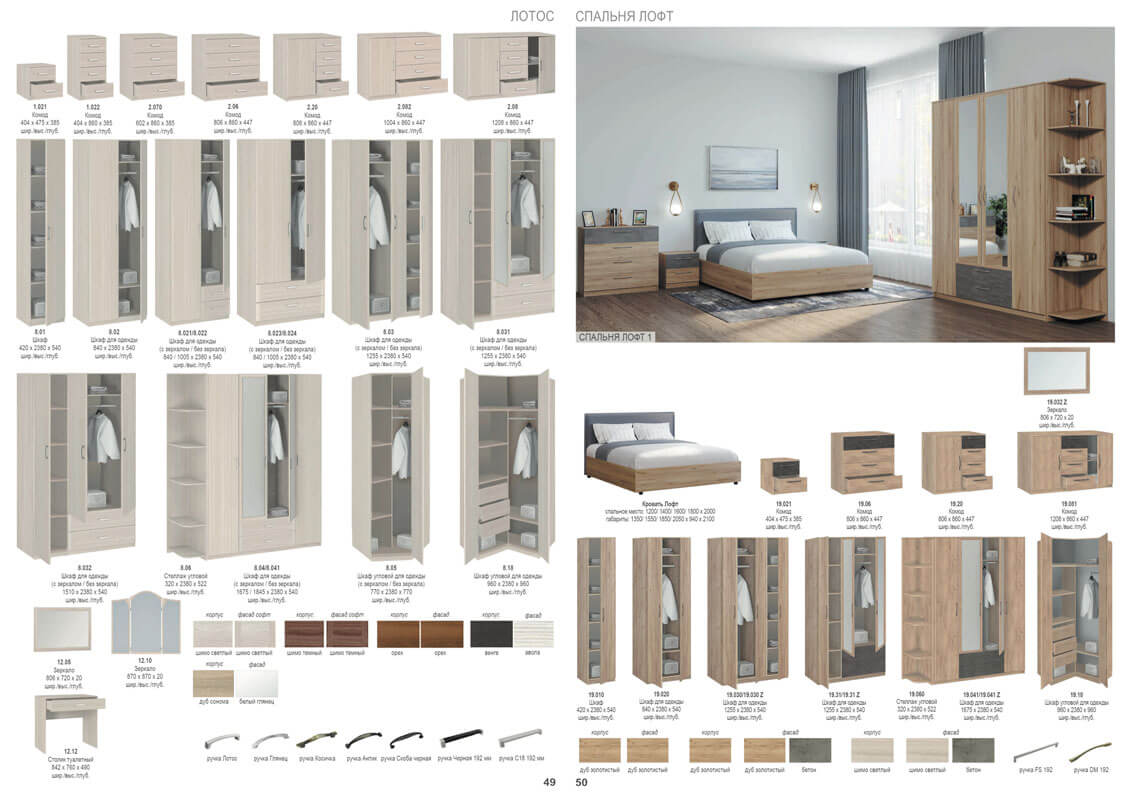 ЛОТОС
1.021
Комод
404 x 475 x 385
шир./выс./глуб.
1.022
Комод
404 x 860 x 385
шир./выс./глуб.
2.070
Комод
602 x 860 x 385
шир./выс./глуб.
2.06
Комод
806 x 860 x 447
шир./выс./глуб.
2.20
Комод
806 x 860 x 447
шир./выс./глуб.
2.082
Комод
1004 x 860 x 447
шир./выс./глуб.
2.08
Комод
1208 x 860 x 447
шир./выс./глуб.
8.01
Шкаф
420 x 2380 x 540
шир./выс./глуб.
8.02
Шкаф для одежды
840 x 2380 x 540
шир./выс./глуб.
8.021/8.022
Шкаф для одежды
(с зеркалом / без зеркала)
840 / 1005 x 2380 x 540
шир./выс./глуб.
8.023/8.024
Шкаф для одежды
(с зеркалом / без зеркала)
840 / 1005 x 2380 x 540
шир./выс./глуб.
8.03
Шкаф для одежды
(с зеркалом / без зеркала)
1255 x 2380 x 540
шир./выс./глуб.
8.031
Шкаф для одежды
(с зеркалом / без зеркала)
1255 x 2380 x 540
шир./выс./глуб.
8.032
Шкаф для одежды
(с зеркалом / без зеркала)
1510 x 2380 x 540
шир./выс./глуб.
8.06
Стеллаж угловой
320 x 2380 x 522
шир./выс./глуб.
8.04/8.041
Шкаф для одежды
(с зеркалом / без зеркала)
1675 / 1845 x 2380 x 540
шир./выс./глуб.
8.05
Шкаф угловой для одежды
(с зеркалом / без зеркала)
770 x 2380 x 770
шир./выс./глуб.
8.10
Шкаф угловой для одежды
960 x 2380 x 960
шир./выс./глуб.
12.05
Зеркало
806 x 720 x 20
шир./выс./глуб.
12.10
Зеркало
870 x 870 x 20
шир./выс./глуб.
корпус фасад софт
шимо светлый шимо светлый
корпус фасад софт
шимо темный шимо темный
корпус фасад
орех орех
корпус фасад
венге авола
корпус фасад
дуб сонома белый глянец
12.12
Столик туалетный
842 x 760 x 480
шир./выс./глуб.
ручка Лотос
ручка Глянец
ручка Косичка
ручка Антик
ручка Скоба черная
ручка Черная 192 мм
ручка С18 192 мм
49
СПАЛЬНЯ ЛОФТ
СПАЛЬНЯ ЛОФТ 1
19.032 Z
Зеркало
806 x 720 x 20
шир./выс./глуб.
Кровать Лофт
спальное место: 1200/ 1400/ 1600/ 1800 x 2000
габариты: 1350/ 1550/ 1850/ 2050 x 940 x 2100
19.021
Комод
404 x 475 x 385
шир./выс./глуб.
19.06
Комод
806 x 860 x 447
шир./выс./глуб.
19.20
Комод
806 x 860 x 447
шир./выс./глуб.
19.081
Комод
1208 x 860 x 447
шир./выс./глуб.
19.010
Шкаф
420 x 2380 x 540
шир./выс./глуб.
19.020
Шкаф для одежды
840 x 2380 x 540
шир./выс./глуб.
19.030/19.030 Z
Шкаф для одежды
1255 x 2380 x 540
шир./выс./глуб.
19.31/19.31 Z
Шкаф для одежды
1255 x 2380 x 540
шир./выс./глуб.
19.060
Стеллаж угловой
320 x 2380 x 522
шир./выс./глуб.
19.041/19.041 Z
Шкаф для одежды
1675 x 2380 x 540
шир./выс./глуб.
19.10
Шкаф угловой для одежды
960 x 2380 x 960
шир./выс./глуб.
корпус фасад
дуб золотистый дуб золотистый
корпус фасад
дуб золотистый дуб золотистый бетон
корпус фасад
шимо светлый шимо светлый бетон
ручка FS 192
ручка DM 192
50